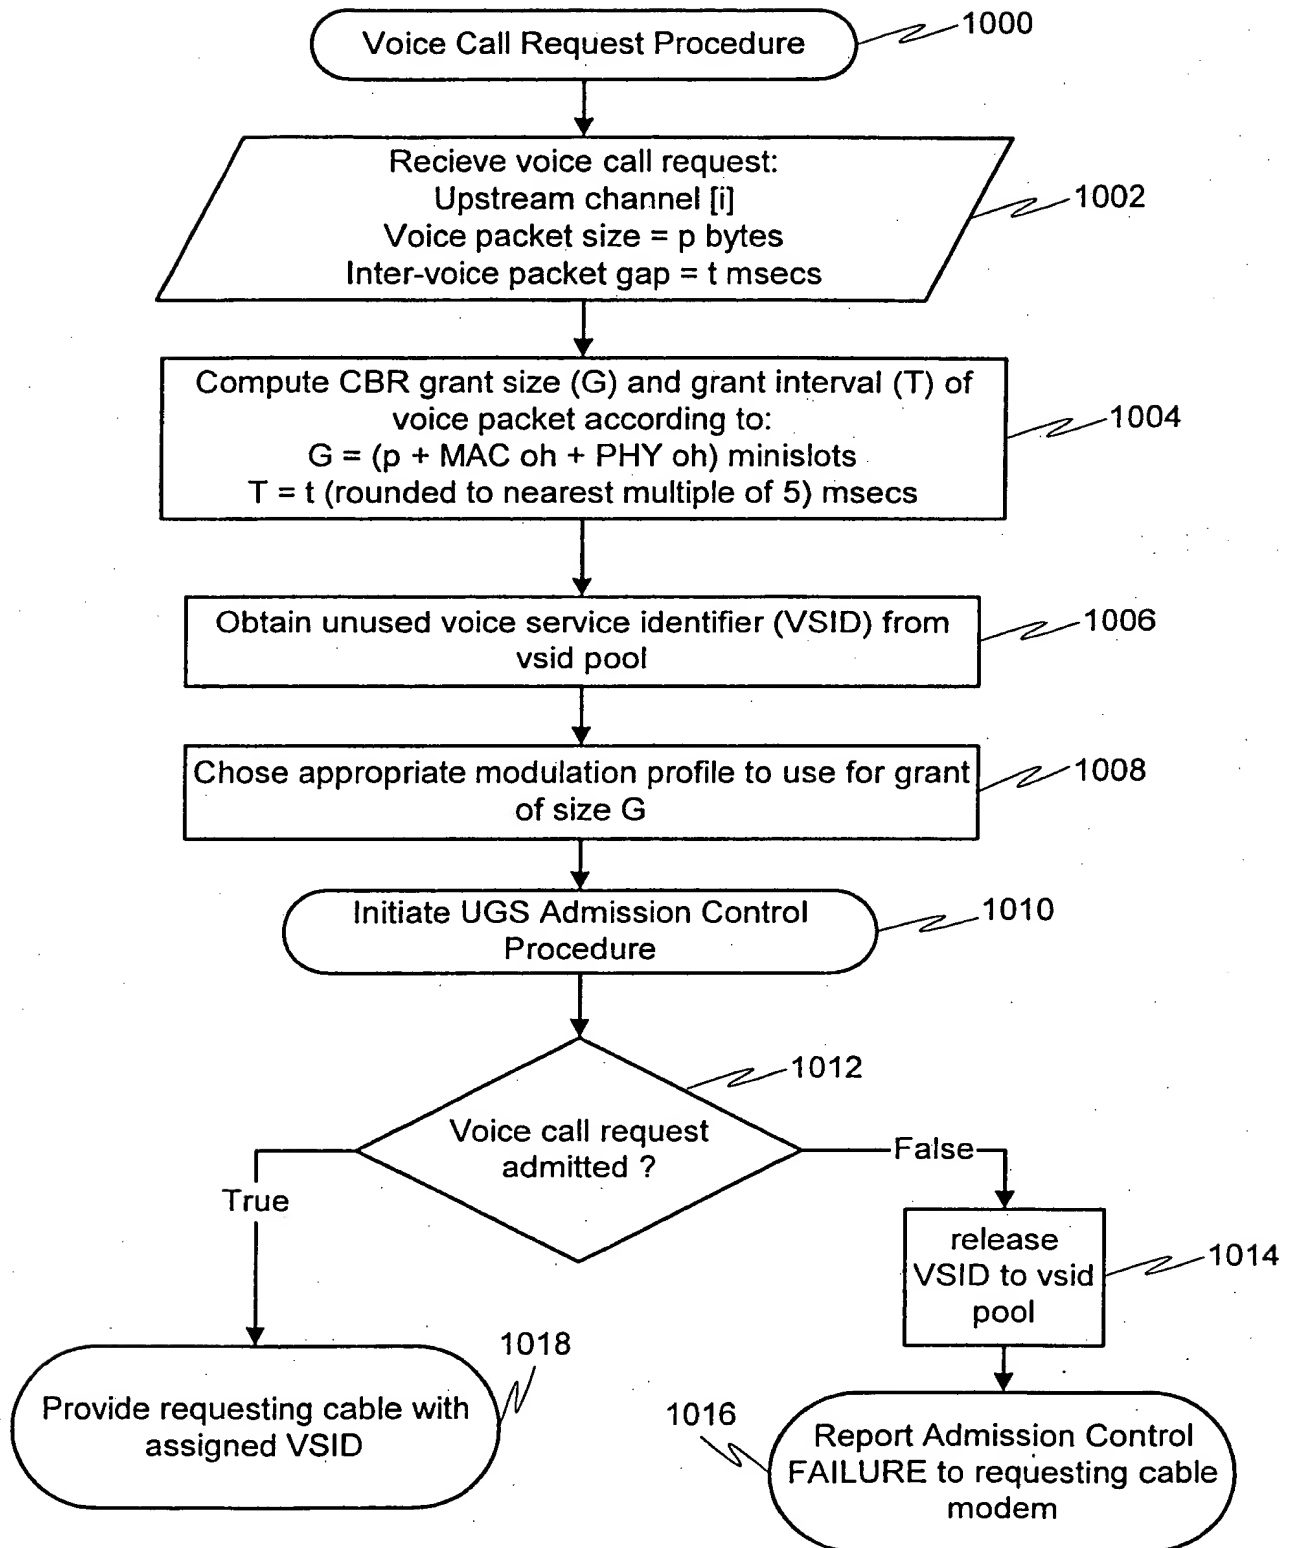 Voice Call Request Procedure
1000
Recieve voice call request:
Upstream channel [i]
Voice packet size = p bytes
Inter-voice packet gap = t msecs
1002
Compute CBR grant size (G) and grant interval (T) of
voice packet according to:
G = (p + MAC oh + PHY oh) minislots
T = t (rounded to nearest multiple of 5) msecs
1004
Obtain unused voice service identifier (VSID) from
vsid pool
1006
Chose appropriate modulation profile to use for grant
of size G
1008
Initiate UGS Admission Control
Procedure
1010
Voice call request
admitted ?
1012
True
False
release
VSID to vsid
pool
1014
Provide requesting cable with
assigned VSID
1018
Report Admission Control
FAILURE to requesting cable
modem
1016